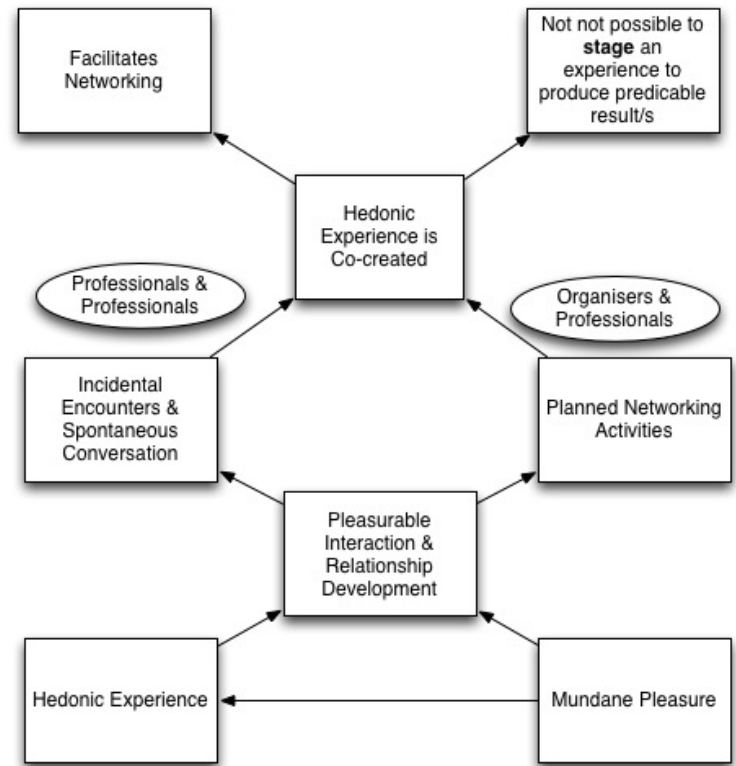 Facilitates
Networking
Not not possible to
stage an
experience to
produce predicable
result/s
Hedonic
Experience is
Co-created
Professionals &
Professionals
Organisers &
Professionals
Incidental
Encounters &
Spontaneous
Conversation
Planned Networking
Activities
Pleasurable
Interaction &
Relationship
Development
Hedonic Experience
Mundane Pleasure